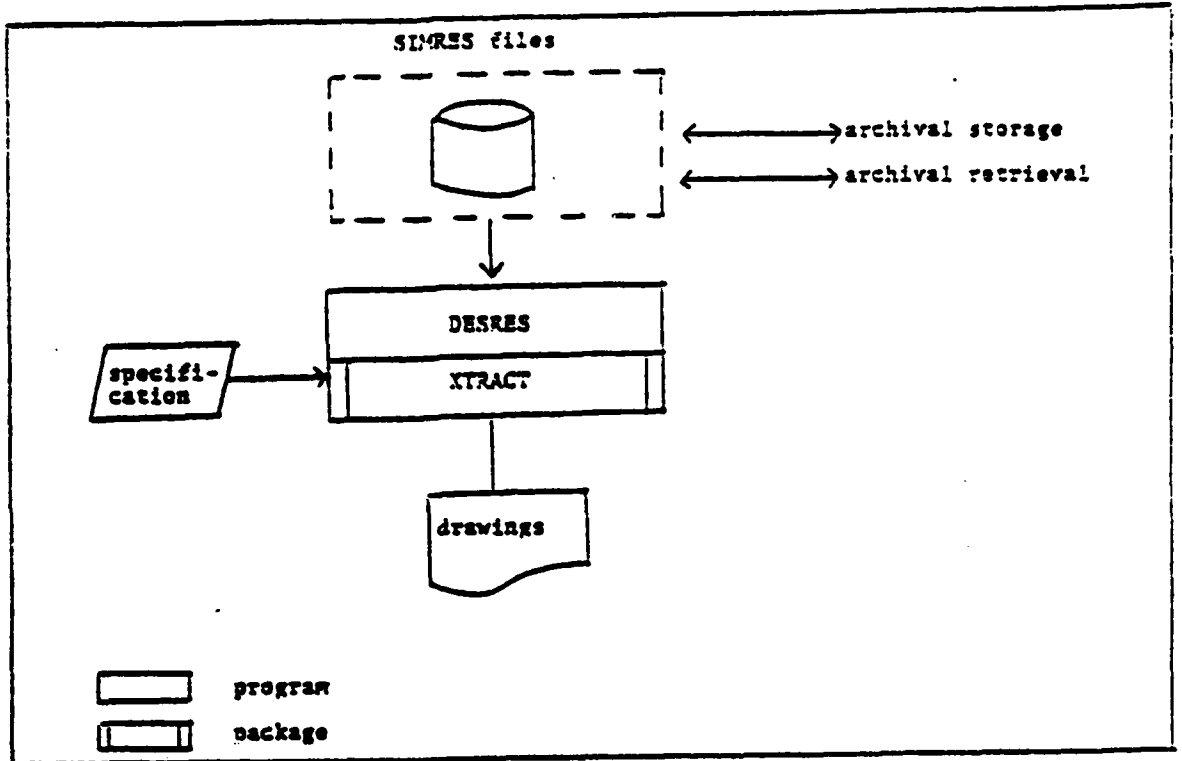 SIMRES files
archival storage
archival retrieval
DESRES
XTRACT
specifi-
cation
drawings
program
package